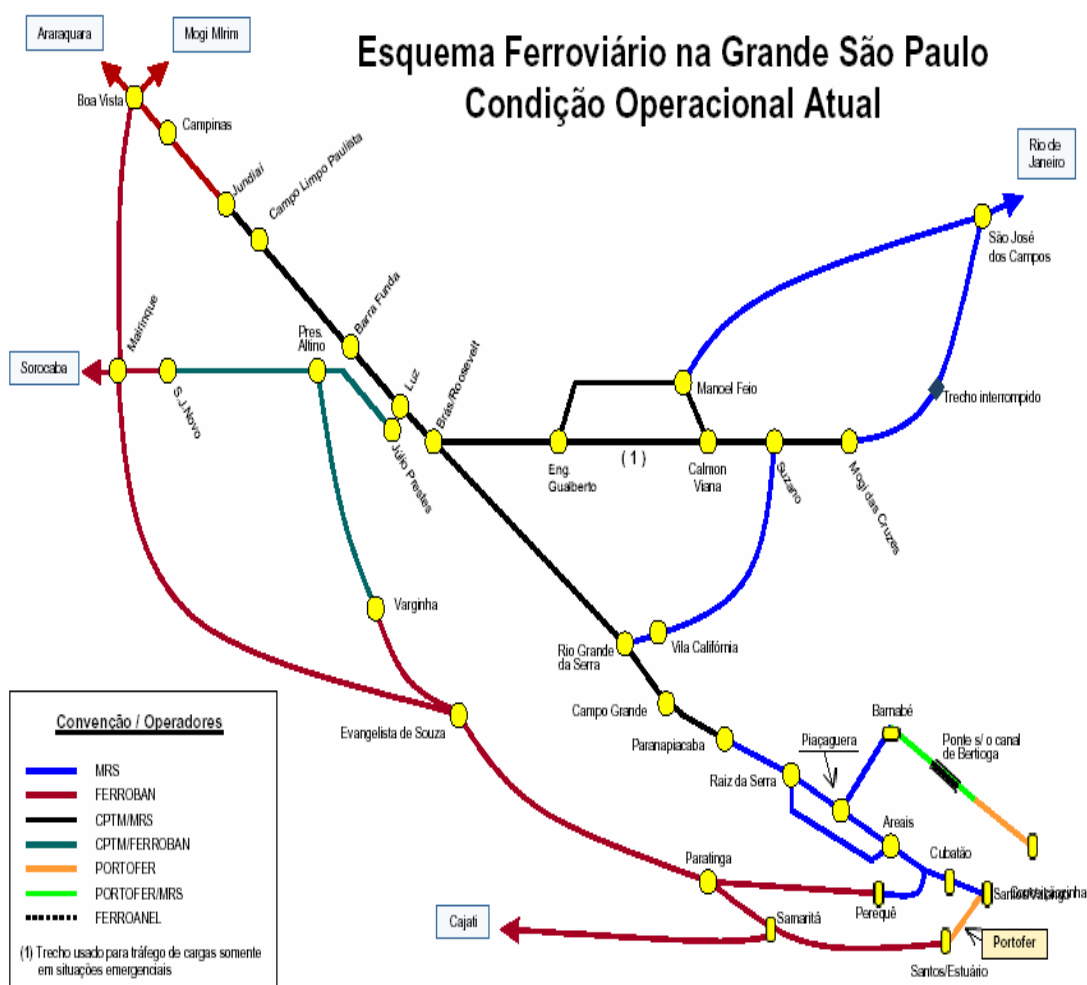 Araraquara
Mogi MIrim
Esquema Ferroviário na Grande São Paulo
Condição Operacional Atual
Boa Vista
Campinas
Jundiaí
Campo Limpo Paulista
Rio de
Janeiro
São José
dos Campos
Barra Funda
Mairinque
Pres.
Altino
Sorocaba
S.J.Novo
Luz
Brás/Roosevelt
Júlio Prestes
Manoel Feio
Trecho interrompido
Eng.
Gualberto
( 1 )
Calmon
Viana
Suzano
Mogi das Cruzes
Varginha
Rio Grande
da Serra
Vila Califórnia
Evangelista de Souza
Campo Grande
Paranapiacaba
Piaçaguera
Barnabé
Ponte s/ o canal
de Bertioga
Raiz da Serra
Areais
Cubatão
Paratinga
Perequê
Santos/
Cajati
Samaritá
Portofer
Santos/Estuário
Convenção / Operadores
MRS
FERROBAN
CPTM/MRS
CPTM/FERROBAN
PORTOFER
PORTOFER/MRS
FERROANEL
(1) Trecho usado para tráfego de cargas somente
em situações emergenciais